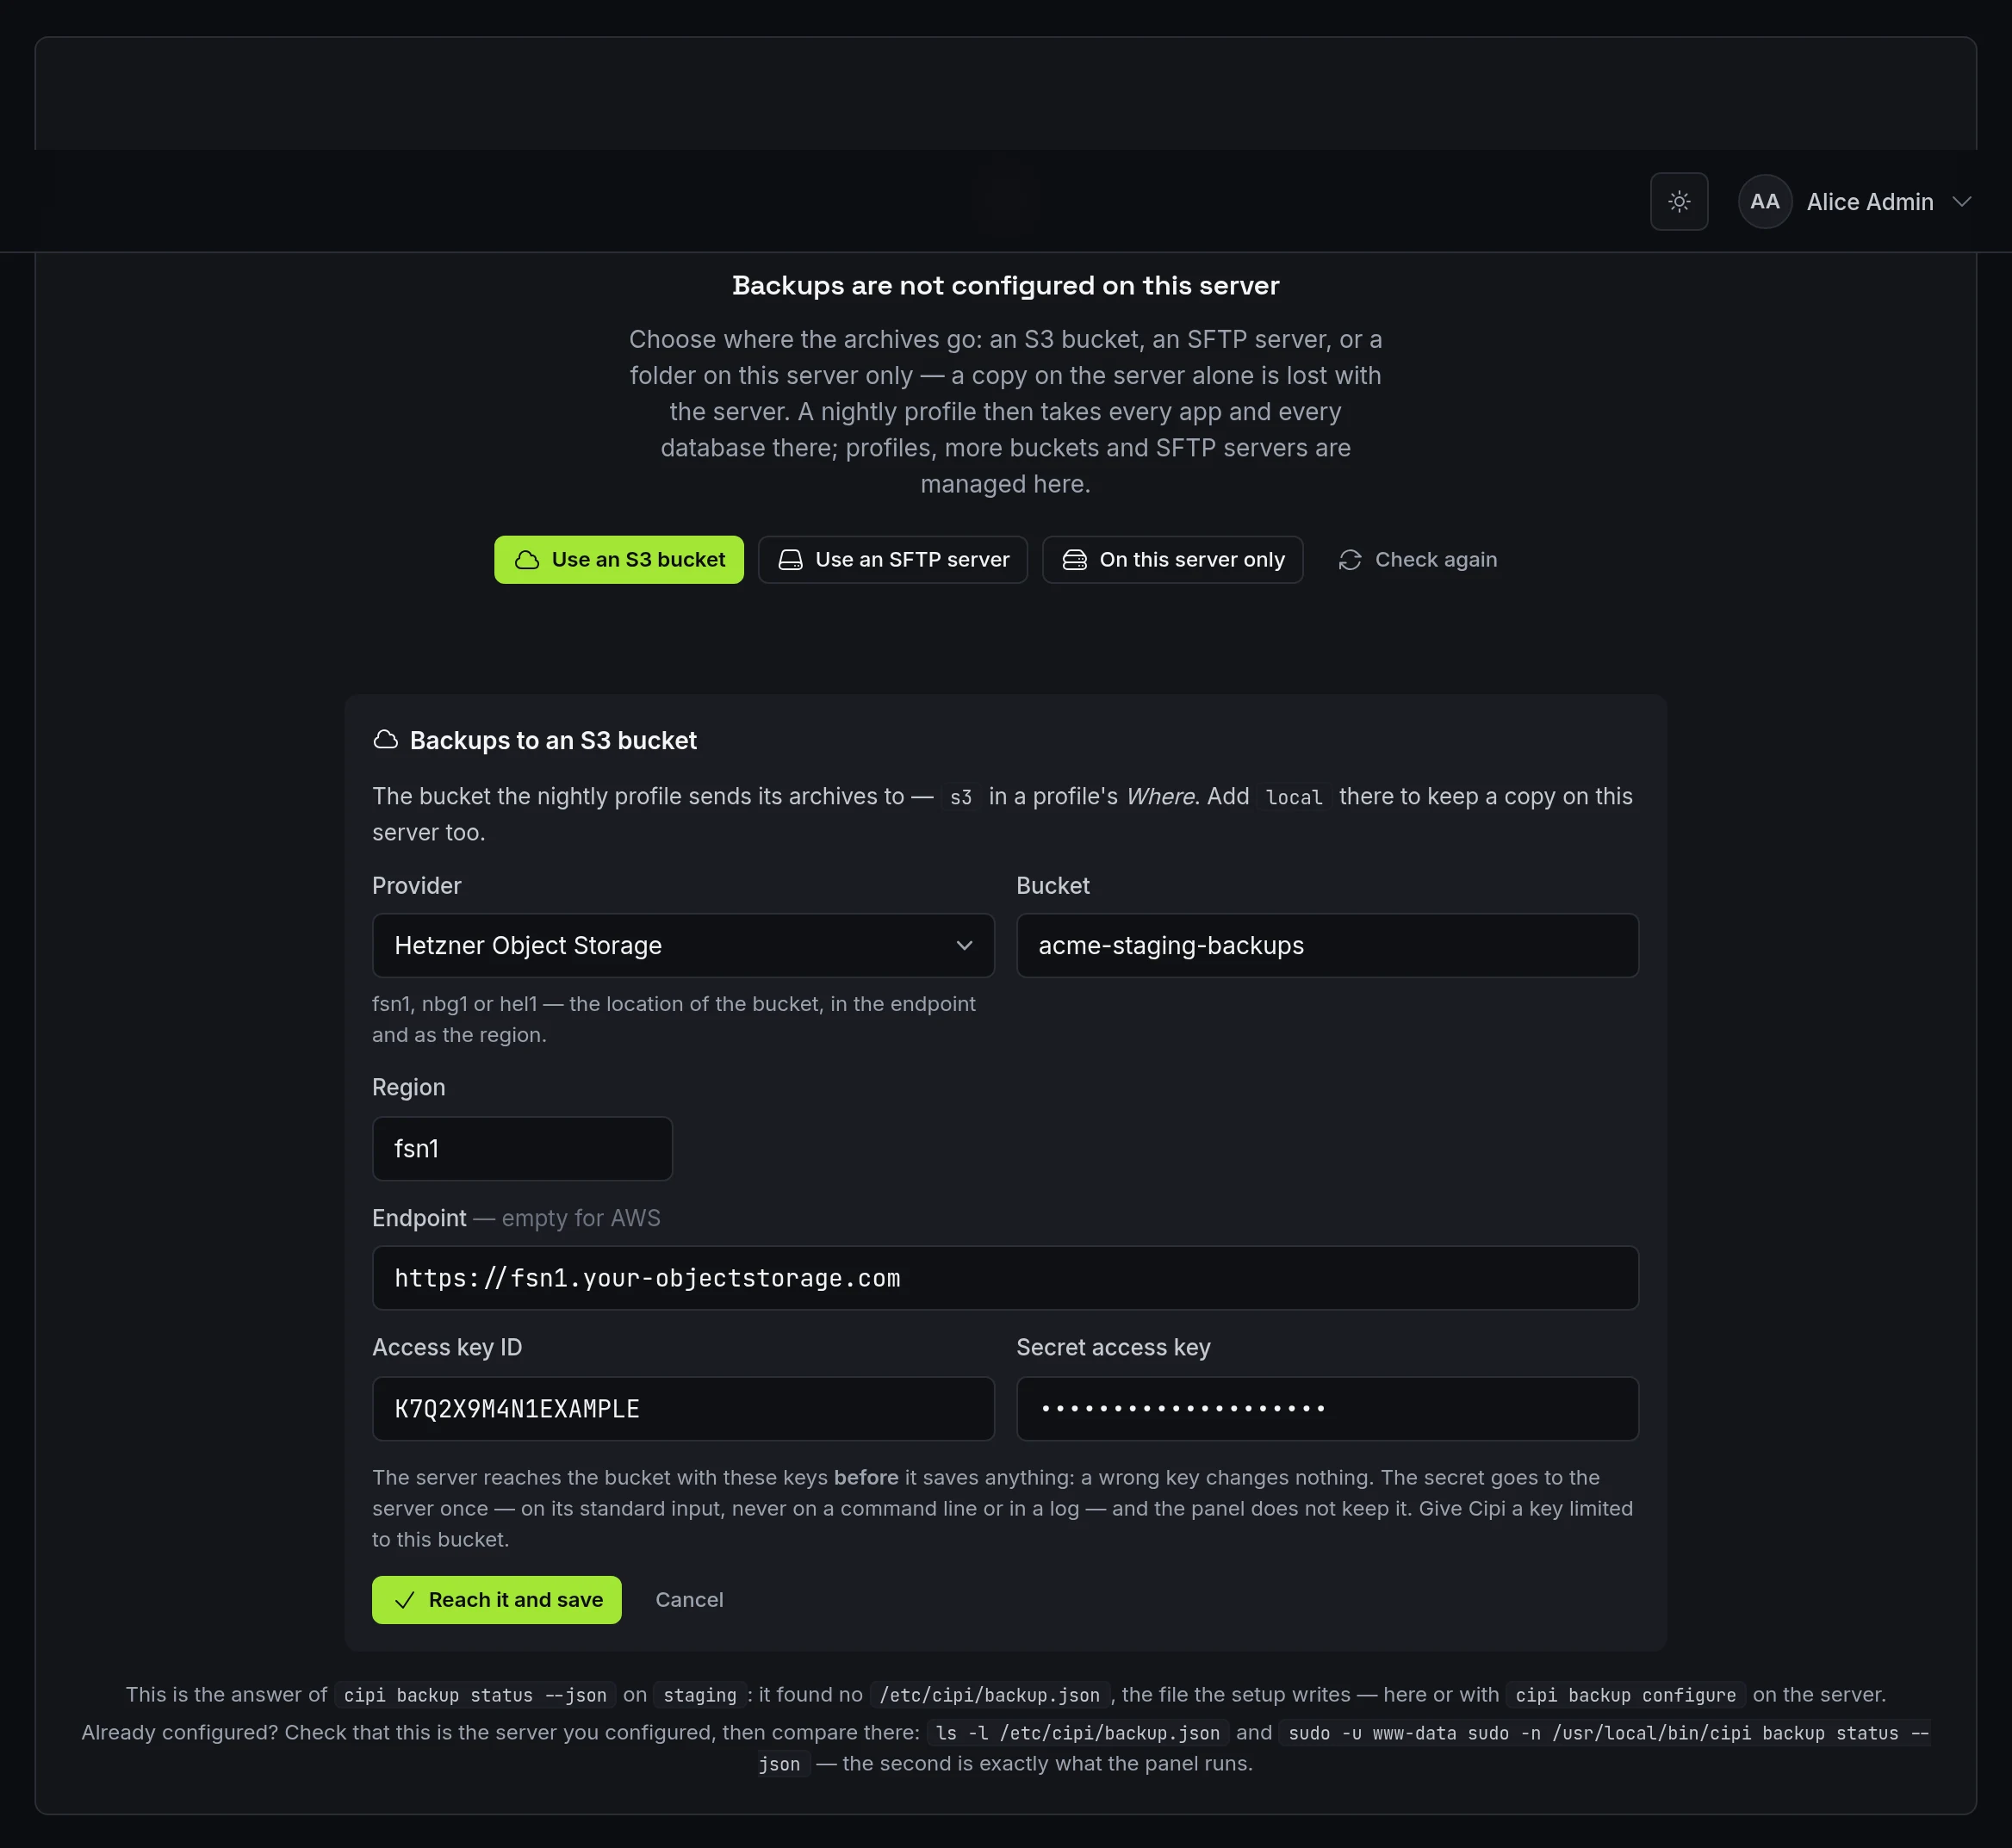 AA Alice Admin
Backups are not configured on this server
Choose where the archives go: an S3 bucket, an SFTP server, or a
folder on this server only — a copy on the server alone is lost with
the server. A nightly profile then takes every app and every
database there; profiles, more buckets and SFTP servers are
managed here.
Use an S3 bucket Use an SFTP server On this server only Check again
Backups to an S3 bucket
The bucket the nightly profile sends its archives to — s3 in a profile's Where. Add local there to keep a copy on this
server too.
Provider Bucket
Hetzner Object Storage acme-staging-backups
fsn1, nbg1 or hel1 — the location of the bucket, in the endpoint
and as the region.
Region
fsn1
Endpoint — empty for AWS
https://fsn1.your-objectstorage.com
Access key ID Secret access key
K7Q2X9M4N1EXAMPLE ••••••••••••••••••••
The server reaches the bucket with these keys before it saves anything: a wrong key changes nothing. The secret goes to the
server once — on its standard input, never on a command line or in a log — and the panel does not keep it. Give Cipi a key limited
to this bucket.
Reach it and save Cancel
This is the answer of cipi backup status --json on staging: it found no /etc/cipi/backup.json, the file the setup writes — here or with cipi backup configure on the server.
Already configured? Check that this is the server you configured, then compare there: ls -l /etc/cipi/backup.json and sudo -u www-data sudo -n /usr/local/bin/cipi backup status --
json — the second is exactly what the panel runs.